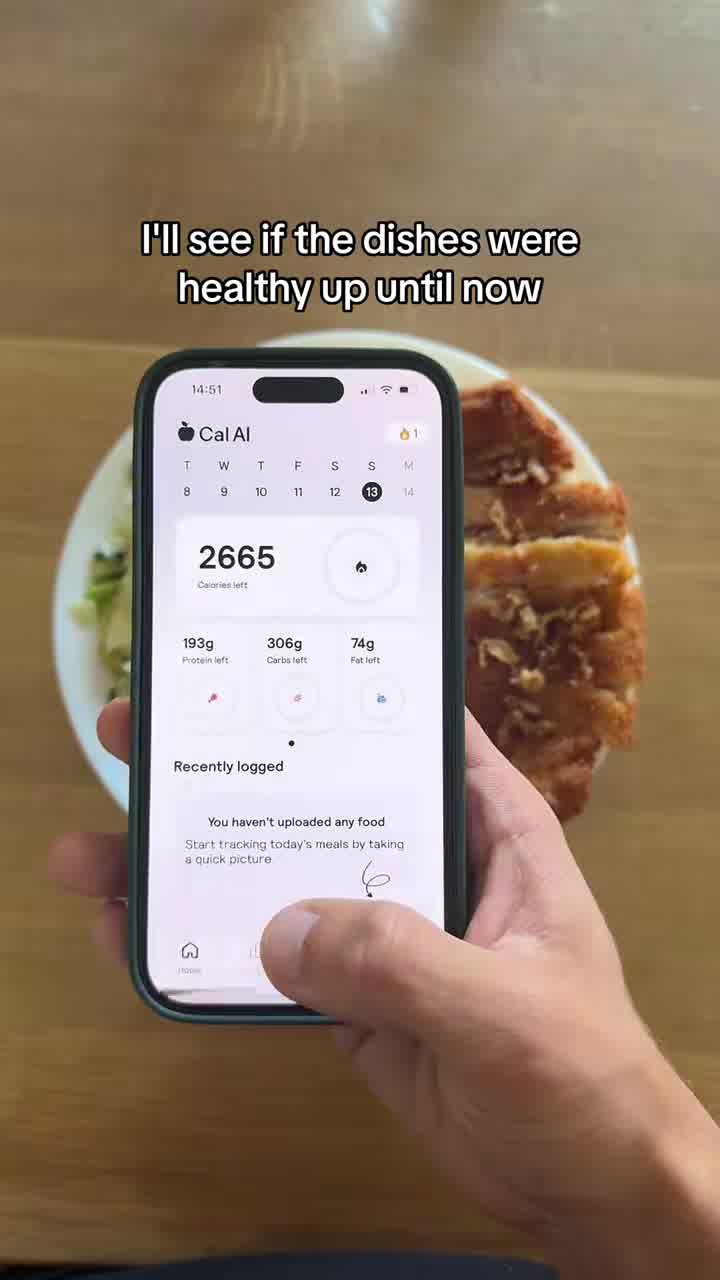 I'll see if the dishes were
healthy up until now
14:51
Cal AI
1
T W T F S S M
8 9 10 11 12 13 14
2665
Calories left
193g 306g 74g
Protein left Carbs left Fat left
Recently logged
You haven't uploaded any food
Start tracking today's meals by taking
a quick picture
Home